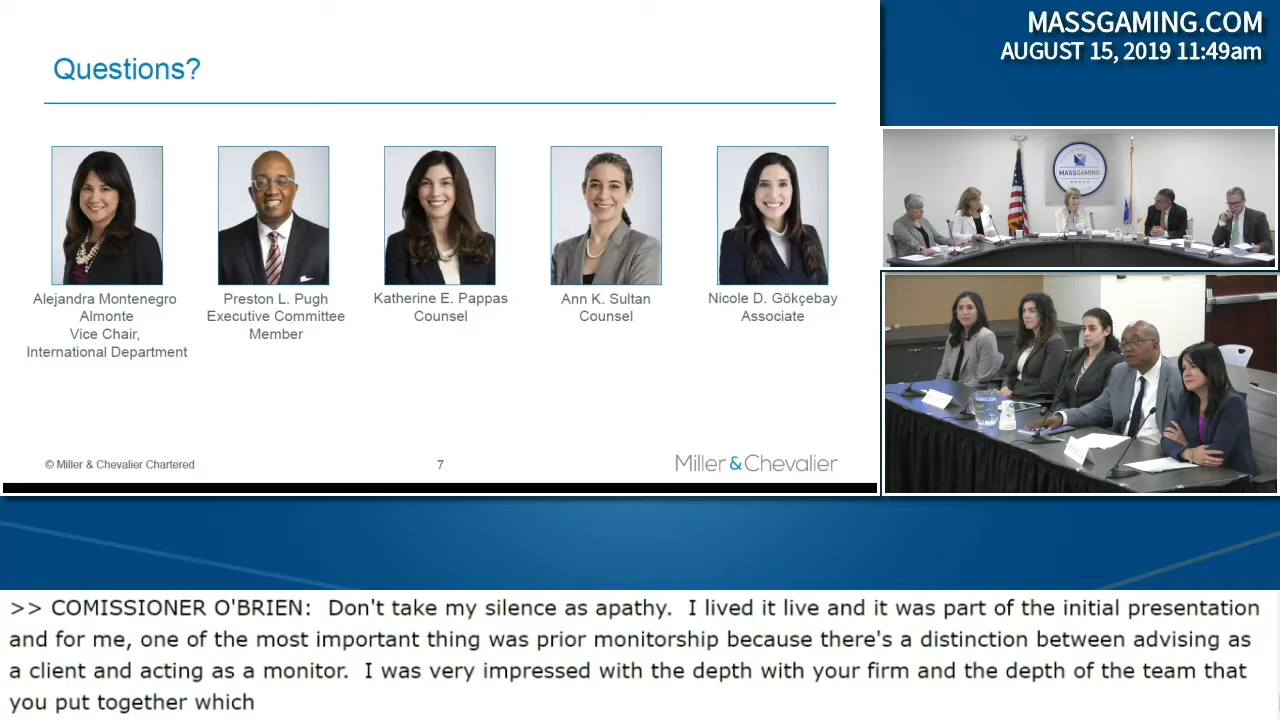 MASSGAMING.COM
AUGUST 15, 2019 11:49am
Questions?
Alejandra Montenegro
Almonte
Vice Chair,
International Department
Preston L. Pugh
Executive Committee
Member
Katherine E. Pappas
Counsel
Ann K. Sultan
Counsel
Nicole D. Gökçebay
Associate
© Miller & Chevalier Chartered
7
Miller&Chevalier
MASSGAMING
>> COMISSIONER O'BRIEN:  Don't take my silence as apathy.  I lived it live and it was part of the initial presentation
and for me, one of the most important thing was prior monitorship because there's a distinction between advising as
a client and acting as a monitor.  I was very impressed with the depth with your firm and the depth of the team that
you put together which